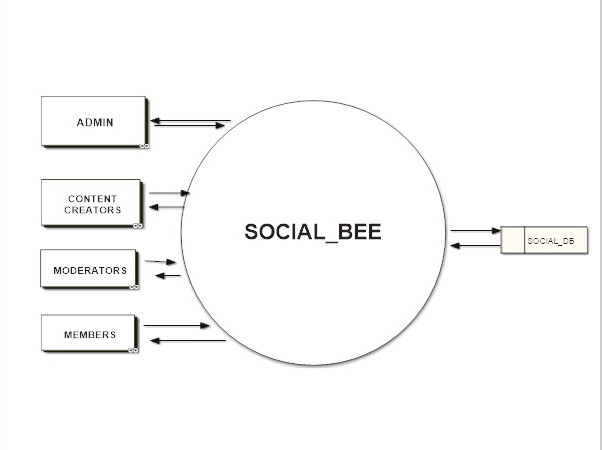 ADMIN
CONTENT
CREATORS
SOCIAL_BEE
SOCIAL_DB
MODERATORS
MEMBERS